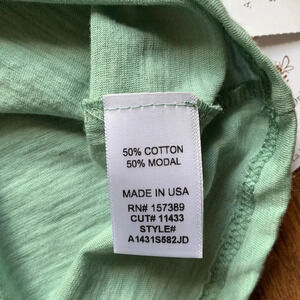 50% COTTON
50% MODAL
MADE IN USA
RN# 157389
CUT# 11433
STYLE#
A1431S582JD